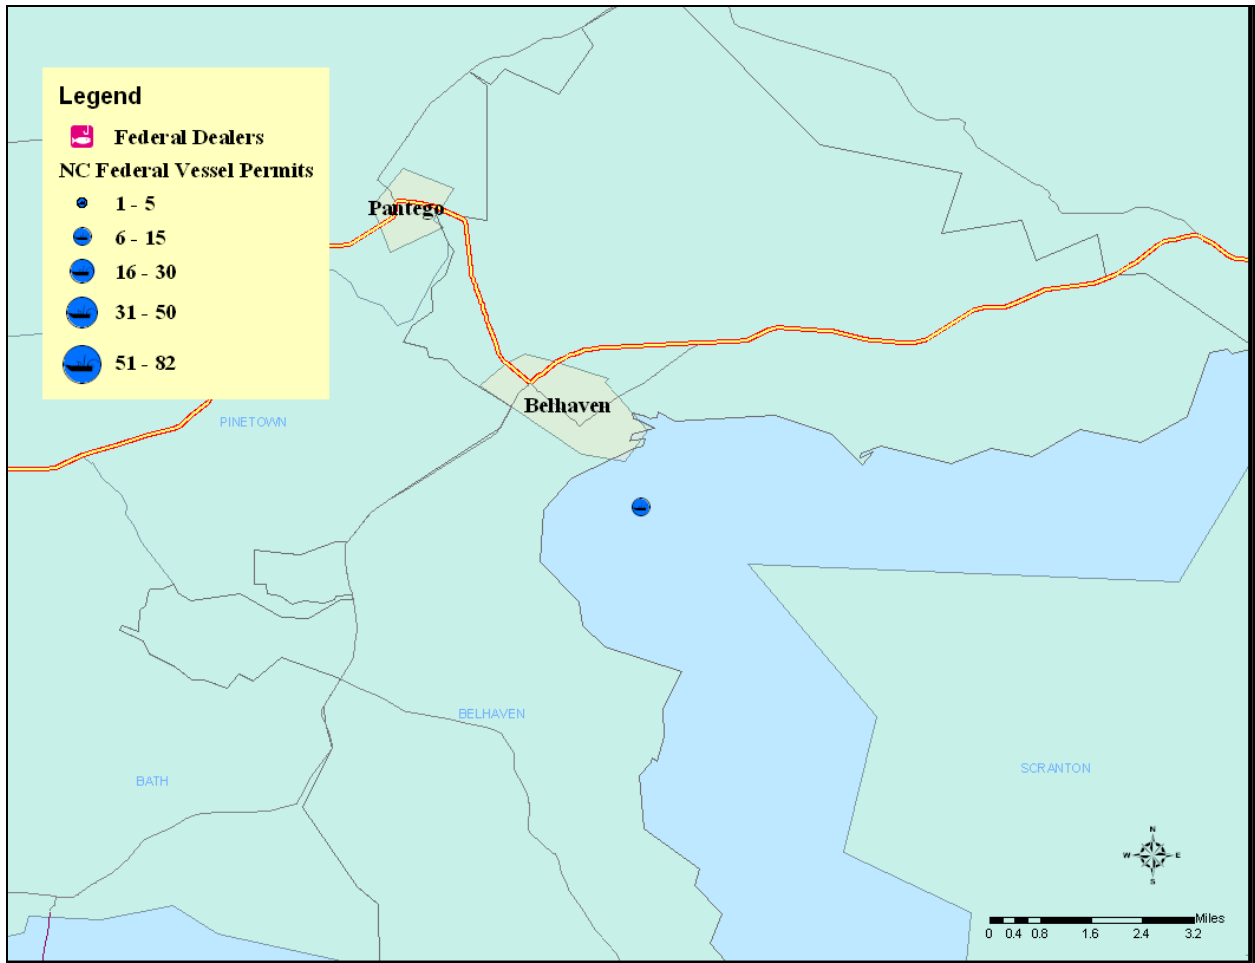 Legend
Federal Dealers
NC Federal Vessel Permits
1 - 5
6 - 15
16 - 30
31 - 50
51 - 82
Pantego
Belhaven
PINETOWN
BELHAVEN
BATH
SCRANTON
N
W E
S
Miles
0 0.4 0.8 1.6 2.4 3.2